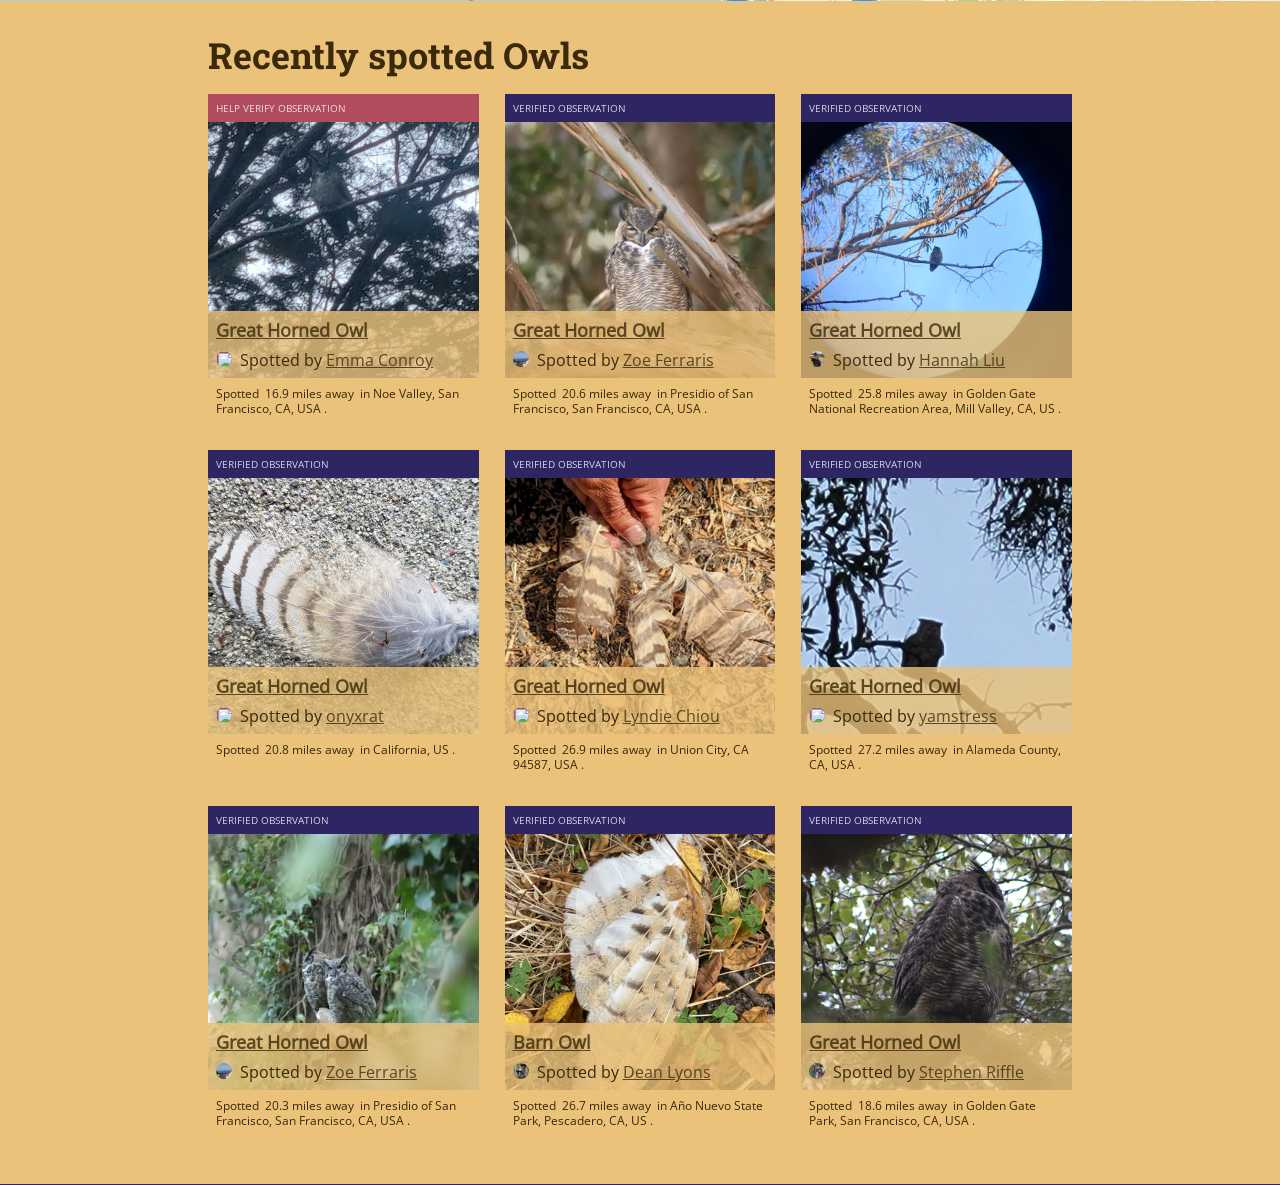 Recently spotted Owls
HELP VERIFY OBSERVATION
Great Horned Owl
Spotted by Emma Conroy
Spotted 16.9 miles away in Noe Valley, San
Francisco, CA, USA .
VERIFIED OBSERVATION
Great Horned Owl
Spotted by Zoe Ferraris
Spotted 20.6 miles away in Presidio of San
Francisco, San Francisco, CA, USA .
VERIFIED OBSERVATION
Great Horned Owl
Spotted by Hannah Liu
Spotted 25.8 miles away in Golden Gate
National Recreation Area, Mill Valley, CA, US .
VERIFIED OBSERVATION
Great Horned Owl
Spotted by onyxrat
Spotted 20.8 miles away in California, US .
VERIFIED OBSERVATION
Great Horned Owl
Spotted by Lyndie Chiou
Spotted 26.9 miles away in Union City, CA
94587, USA .
VERIFIED OBSERVATION
Great Horned Owl
Spotted by yamstress
Spotted 27.2 miles away in Alameda County,
CA, USA .
VERIFIED OBSERVATION
Great Horned Owl
Spotted by Zoe Ferraris
Spotted 20.3 miles away in Presidio of San
Francisco, San Francisco, CA, USA .
VERIFIED OBSERVATION
Barn Owl
Spotted by Dean Lyons
Spotted 26.7 miles away in Año Nuevo State
Park, Pescadero, CA, US .
VERIFIED OBSERVATION
Great Horned Owl
Spotted by Stephen Riffle
Spotted 18.6 miles away in Golden Gate
Park, San Francisco, CA, USA .